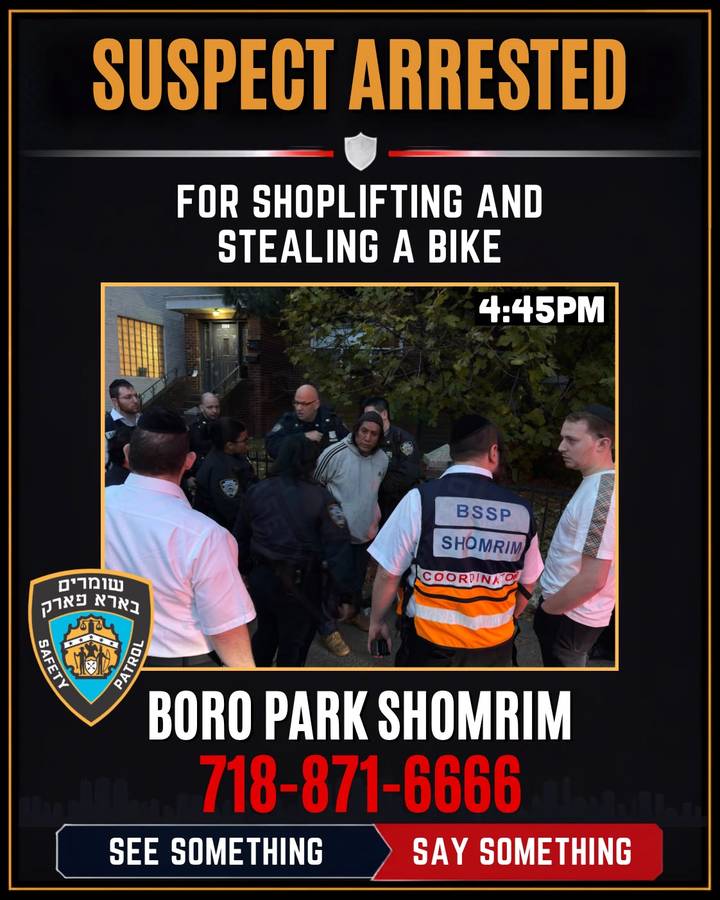 SUSPECT ARRESTED
FOR SHOPLIFTING AND
STEALING A BIKE
4:45PM
BSSP
SHOMRIM
COORDINATOR
שומרים
בארא פארק
SAFETY PATROL
BORO PARK SHOMRIM
718-871-6666
SEE SOMETHING SAY SOMETHING